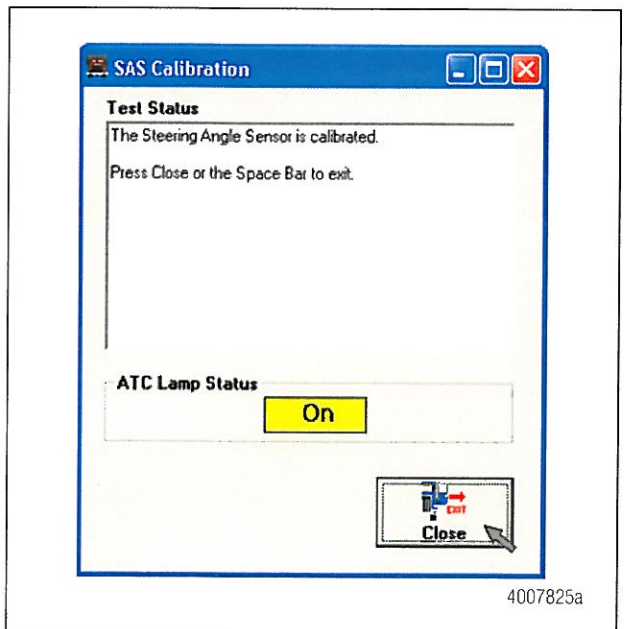 SAS Calibration
Test Status
The Steering Angle Sensor is calibrated.
Press Close or the Space Bar to exit.
ATC Lamp Status
On
EXIT
Close
4007825a